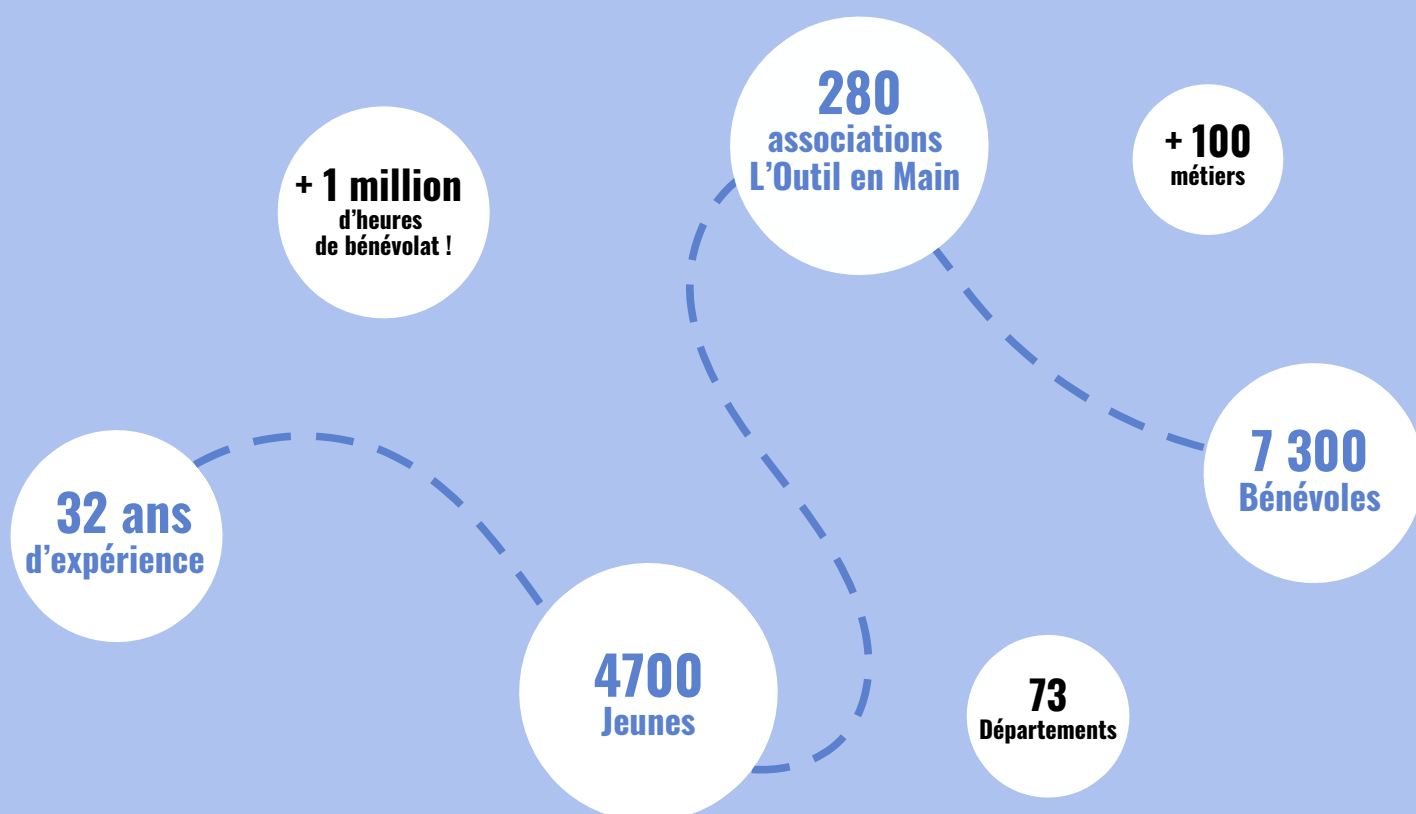 280
associations
L’Outil en Main
+ 100
métiers
+ 1 million
d’heures
de bénévolat !
7 300
Bénévoles
32 ans
d’expérience
4700
Jeunes
73
Départements